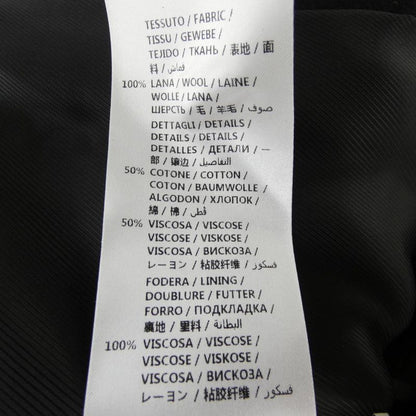 TESSUTO / FABRIC /
TISSU / GEWEBE /
TEJIDO / ТКАНЬ / 表地 / 面
料 / قماش
100% LANA / WOOL / LAINE /
WOLLE / LANA /
ШЕРСТЬ / 毛 / 羊毛 / صوف
DETTAGLI / DETAILS /
DETAILS / DETAILS /
DETALLES / ДЕТАЛИ / 一
部 / 镶边 / التفاصيل
50% COTONE / COTTON /
COTON / BAUMWOLLE /
ALGODON / ХЛОПОК /
綿 / 棉 / قطن
50% VISCOSA / VISCOSE /
VISCOSE / VISKOSE /
VISCOSA / ВИСКОЗА /
レーヨン / 粘胶纤维 / فسكوز
FODERA / LINING /
DOUBLURE / FUTTER /
FORRO / ПОДКЛАДКА /
裏地 / 里料 / البطانة
100% VISCOSA / VISCOSE /
VISCOSE / VISKOSE /
VISCOSA / ВИСКОЗА /
レーヨン / 粘胶纤维 / فسكوز